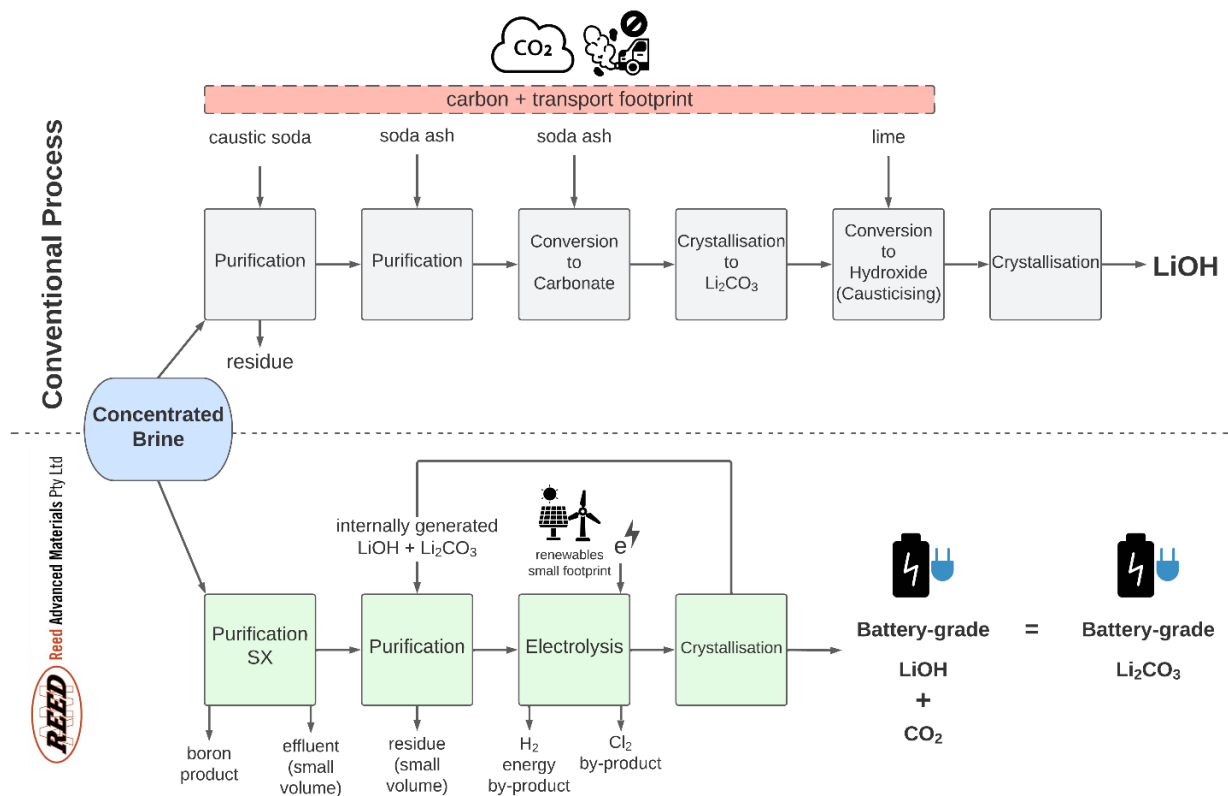 CO₂
carbon + transport footprint
Conventional Process
caustic soda
soda ash
soda ash
lime
Purification
Purification
Conversion
to
Carbonate
Crystallisation
to
Li₂CO₃
Conversion
to
Hydroxide
(Causticising)
Crystallisation
LiOH
residue
Concentrated
Brine
Reed Advanced Materials Pty Ltd
REED
internally generated
LiOH + Li₂CO₃
renewables
small footprint
e
Purification
SX
Purification
Electrolysis
Crystallisation
boron
product
effluent
(small
volume)
residue
(small
volume)
H₂
energy
by-product
Cl₂
by-product
Battery-grade = Battery-grade
LiOH
Li₂CO₃
+
CO₂